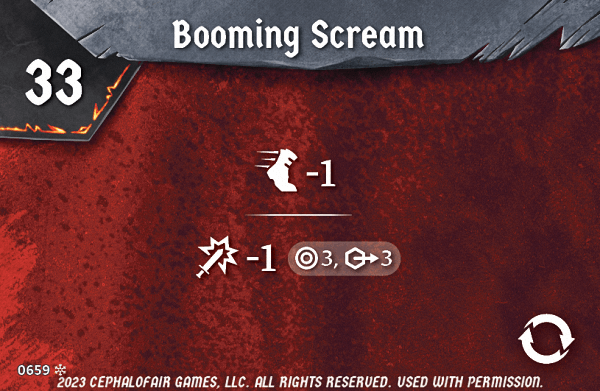 Booming Scream
33
-1
-1 3, 3
0659
2023 CEPHALOFAIR GAMES, LLC. ALL RIGHTS RESERVED. USED WITH PERMISSION.